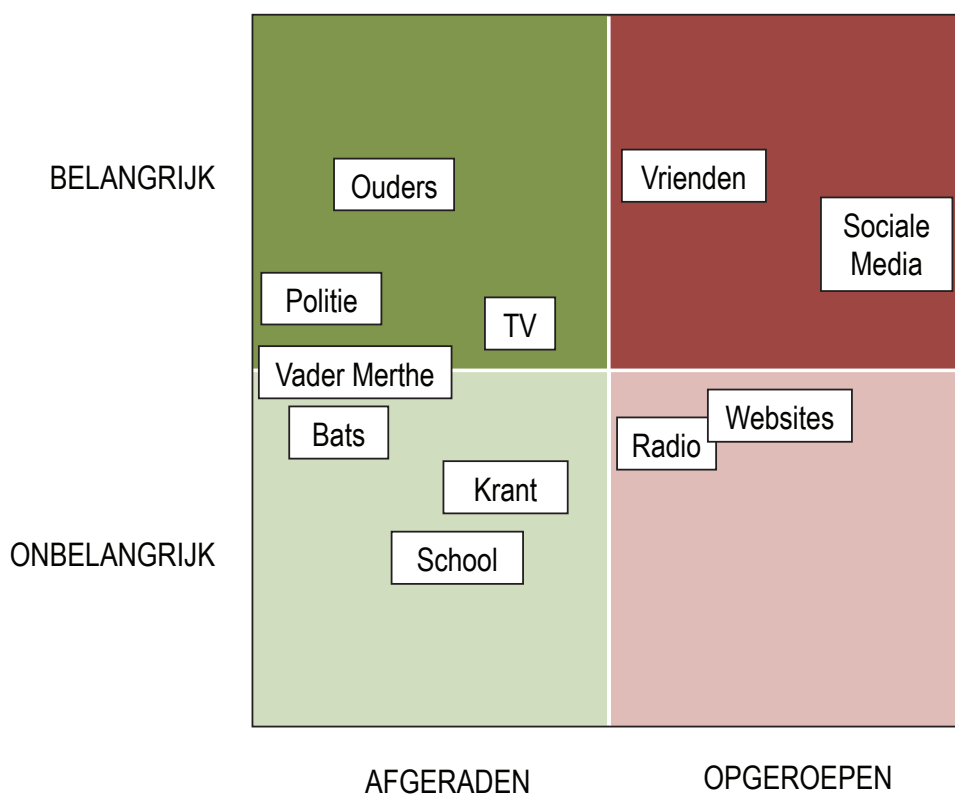 BELANGRIJK
Ouders
Vrienden
Sociale
Media
Politie
TV
Vader Merthe
Bats
Websites
Radio
Krant
School
ONBELANGRIJK
AFGERADEN
OPGEROEPEN